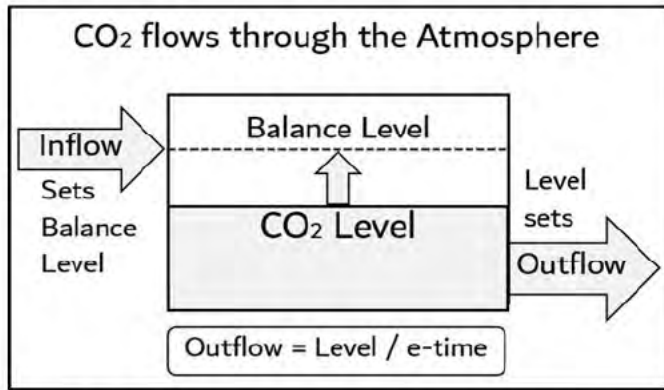 CO₂ flows through the Atmosphere
Inflow
Sets
Balance
Level
Balance Level
CO₂ Level
Level
sets
Outflow
Outflow = Level / e-time